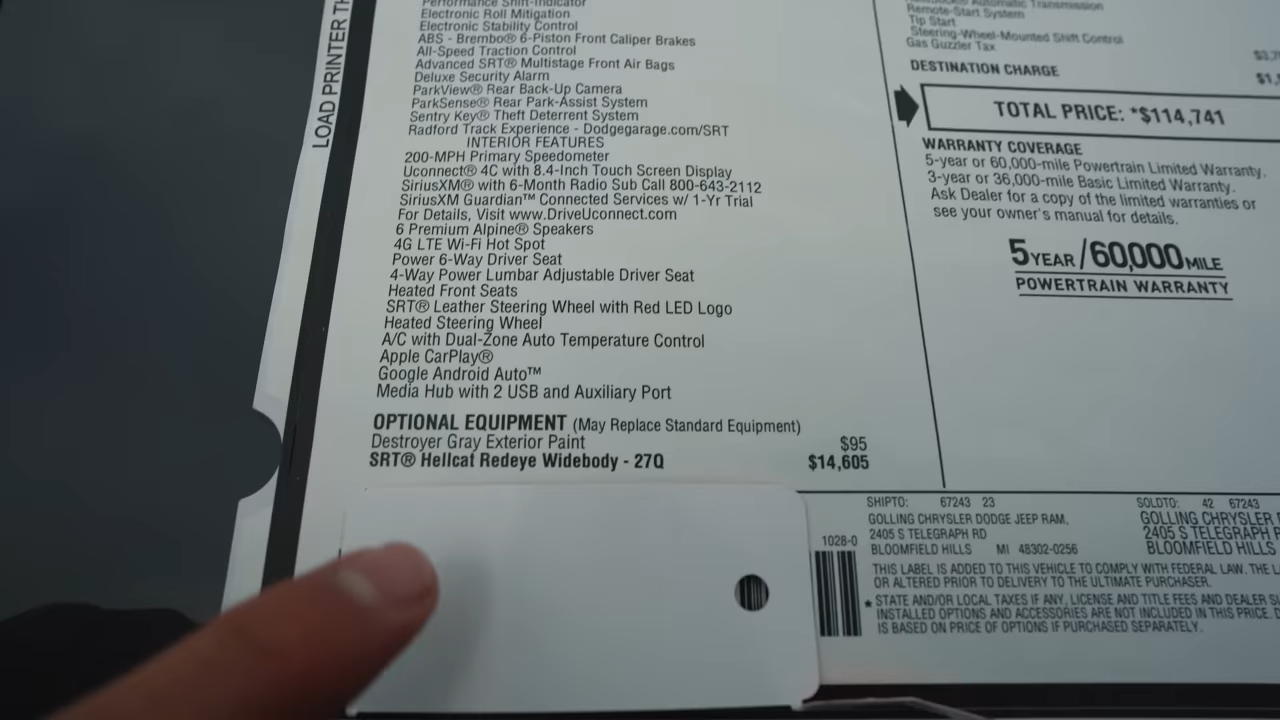 LOAD PRINTER
Performance Shift-Indicator
Electronic Roll Mitigation
Electronic Stability Control
ABS - Brembo® 6-Piston Front Caliper Brakes
All-Speed Traction Control
Advanced SRT® Multistage Front Air Bags
Deluxe Security Alarm
ParkView® Rear Back-Up Camera
ParkSense® Rear Park-Assist System
Sentry Key® Theft Deterrent System
Radford Track Experience - Dodgegarage.com/SRT
INTERIOR FEATURES
200-MPH Primary Speedometer
Uconnect® 4C with 8.4-Inch Touch Screen Display
SiriusXM® with 6-Month Radio Sub Call 800-643-2112
SiriusXM Guardian™ Connected Services w/ 1-Yr Trial
For Details, Visit www.DriveUconnect.com
6 Premium Alpine® Speakers
4G LTE Wi-Fi Hot Spot
Power 6-Way Driver Seat
4-Way Power Lumbar Adjustable Driver Seat
Heated Front Seats
SRT® Leather Steering Wheel with Red LED Logo
Heated Steering Wheel
A/C with Dual-Zone Auto Temperature Control
Apple CarPlay®
Google Android Auto™
Media Hub with 2 USB and Auxiliary Port
OPTIONAL EQUIPMENT (May Replace Standard Equipment)
Destroyer Gray Exterior Paint $95
SRT® Hellcat Redeye Widebody - 27Q $14,605
Automatic Transmission
Remote-Start System
Tip Start
Steering-Wheel-Mounted Shift Control
Gas Guzzler Tax
DESTINATION CHARGE
TOTAL PRICE: *$114,741
WARRANTY COVERAGE
5-year or 60,000-mile Powertrain Limited Warranty.
3-year or 36,000-mile Basic Limited Warranty.
Ask Dealer for a copy of the limited warranties or
see your owner's manual for details.
5 YEAR/60,000 MILE
POWERTRAIN WARRANTY
1028-0
SHIPTO: 67243 23
GOLLING CHRYSLER DODGE JEEP RAM,
2405 S TELEGRAPH RD
BLOOMFIELD HILLS MI 48302-0256
SOLDTO: 42 67243
GOLLING CHRYSLER
2405 S TELEGRAPH
BLOOMFIELD HILLS
THIS LABEL IS ADDED TO THIS VEHICLE TO COMPLY WITH FEDERAL LAW. THE
OR ALTERED PRIOR TO DELIVERY TO THE ULTIMATE PURCHASER.
* STATE AND/OR LOCAL TAXES IF ANY, LICENSE AND TITLE FEES AND DEALER
INSTALLED OPTIONS AND ACCESSORIES ARE NOT INCLUDED IN THIS PRICE.
IS BASED ON PRICE OF OPTIONS IF PURCHASED SEPARATELY.